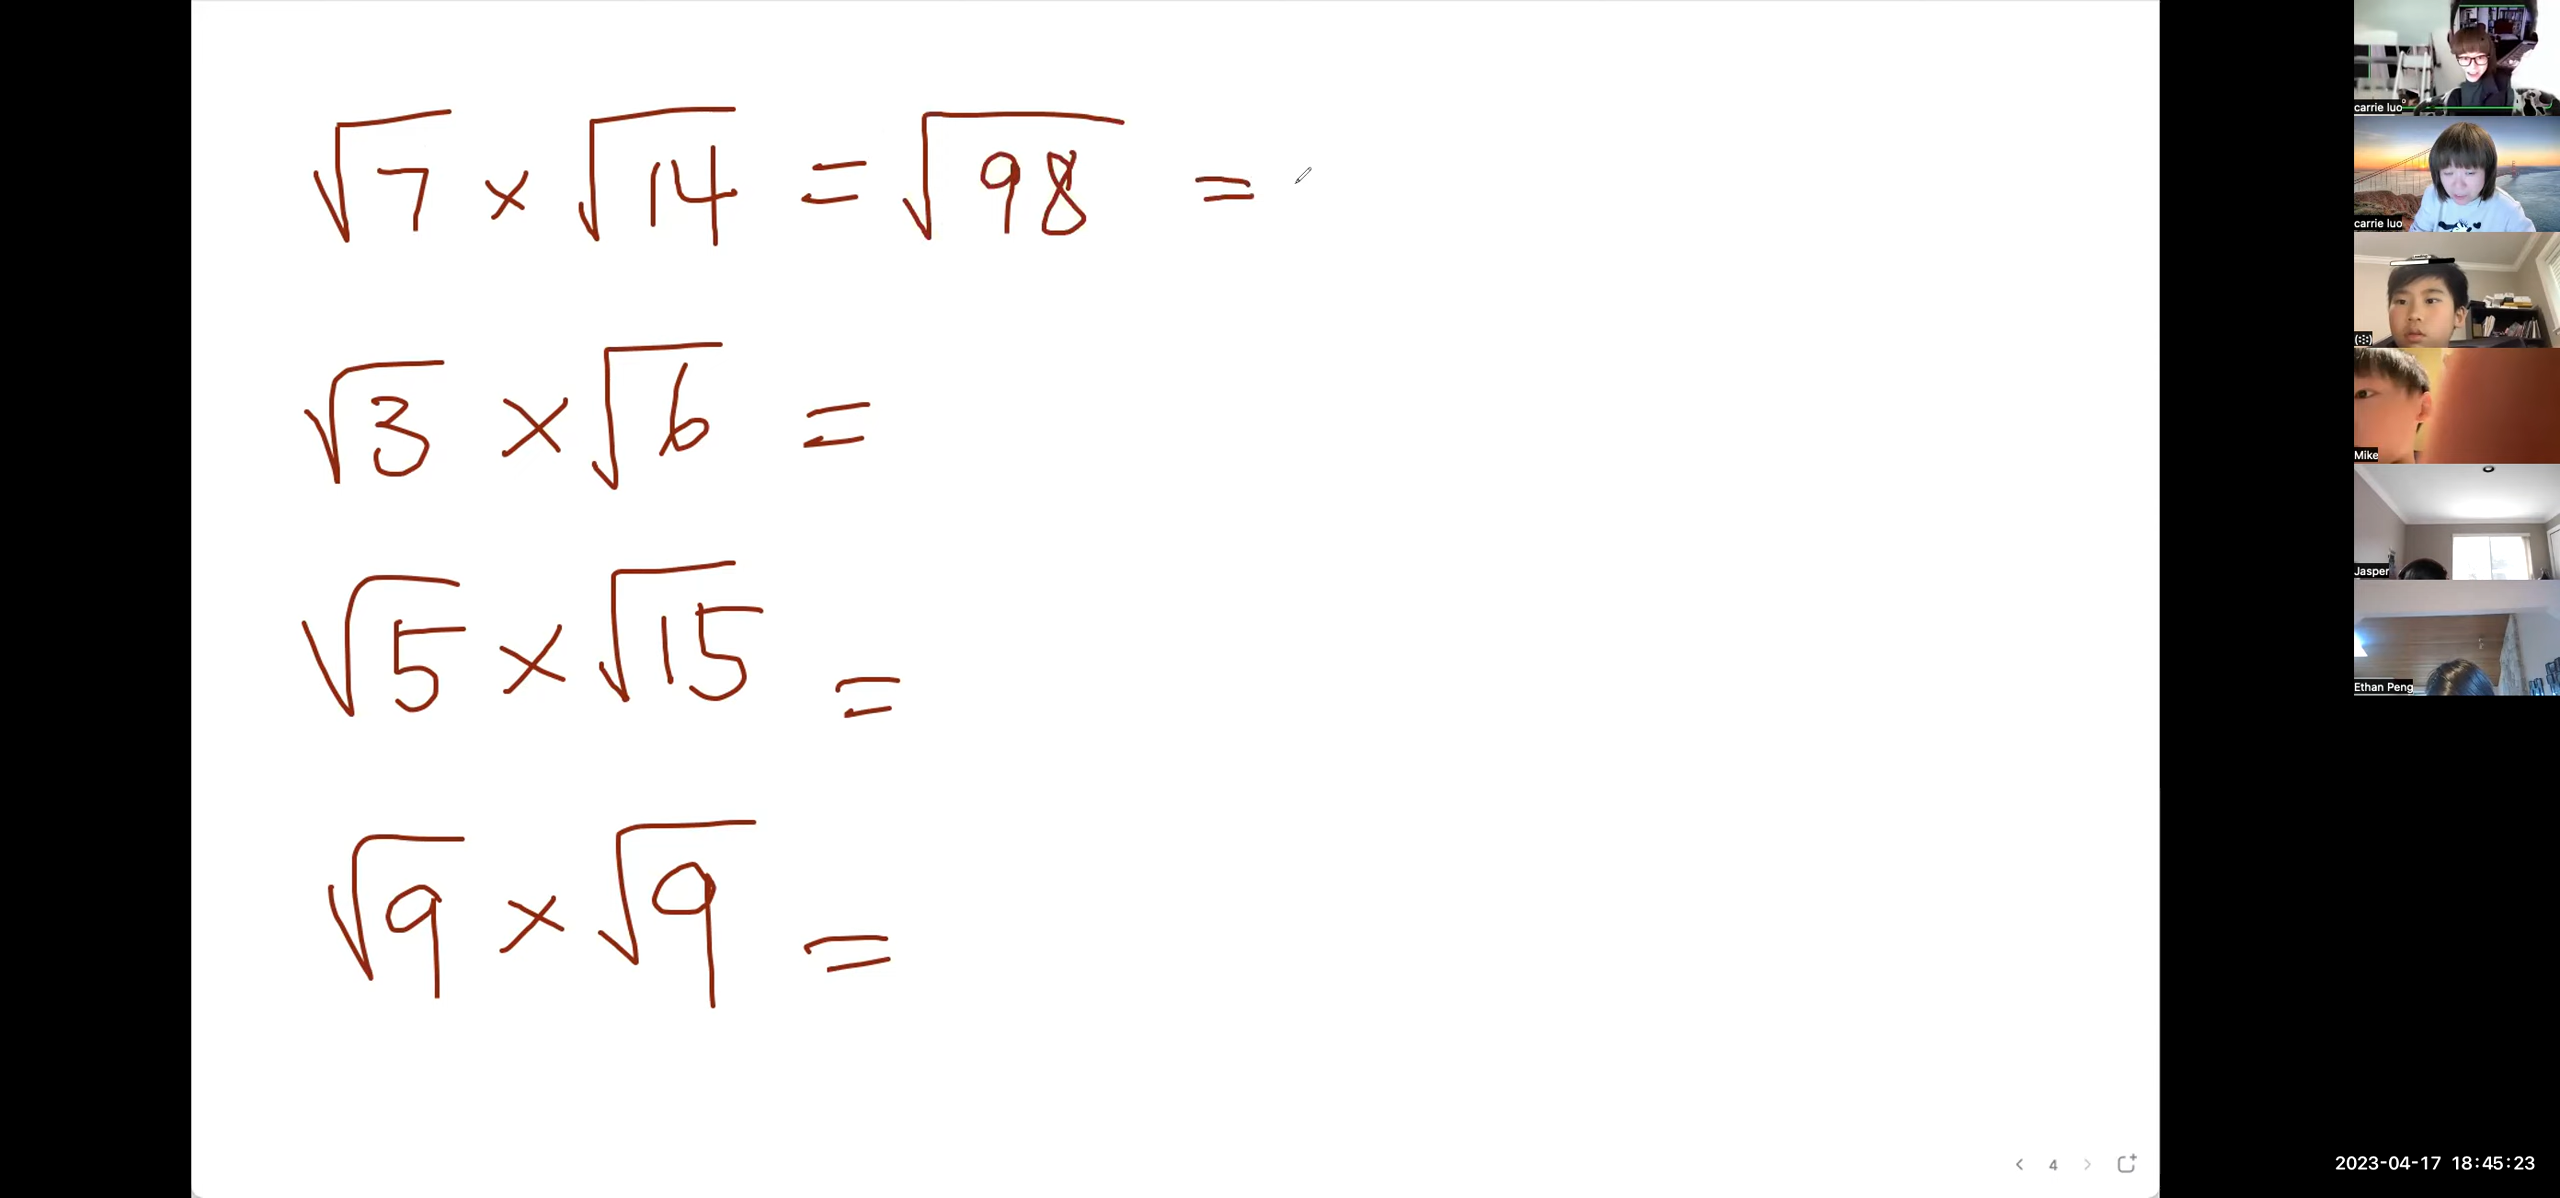 √7 × √14 = √98 =
√3 × √6 =
√5 × √15 =
√9 × √9 =
carrie luo
carrie luo
Mike
Jasper
Ethan Peng
4
2023-04-17 18:45:23